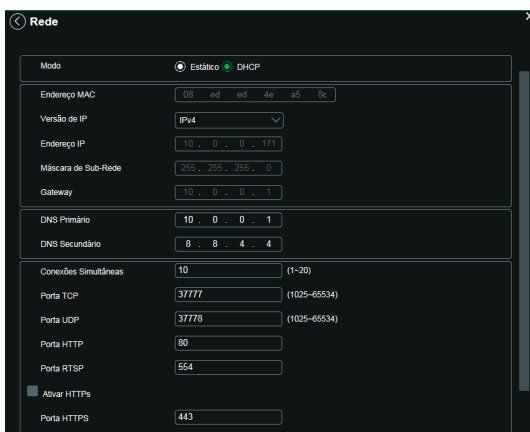 Rede
Modo Estático DHCP
Endereço MAC 08 ed ed 4e a5 8c
Versão de IP IPv4
Endereço IP 10 . 0 . 0 . 171
Máscara de Sub-Rede 255 . 255 . 255 . 0
Gateway 10 . 0 . 0 . 1
DNS Primário 10 . 0 . 0 . 1
DNS Secundário 8 . 8 . 4 . 4
Conexões Simultâneas 10 (1~20)
Porta TCP 37777 (1025~65534)
Porta UDP 37778 (1025~65534)
Porta HTTP 80
Porta RTSP 554
Ativar HTTPs
Porta HTTPS 443